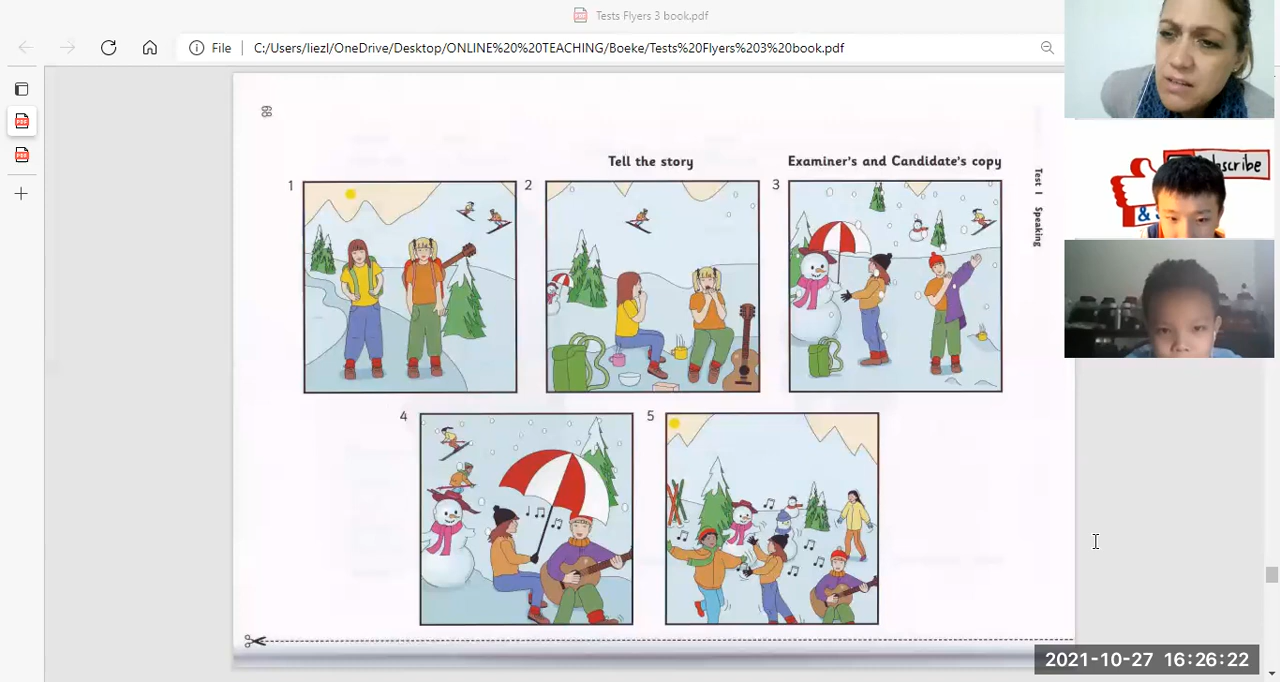 Tests Flyers 3 book.pdf
File
C:/Users/liezl/OneDrive/Desktop/ONLINE%20%20TEACHING/Boeke/Tests%20Flyers%203%20book.pdf
68
Tell the story
Examiner's and Candidate's copy
Test 1 Speaking
1
2
3
4
5
&
2021-10-27 16:26:22